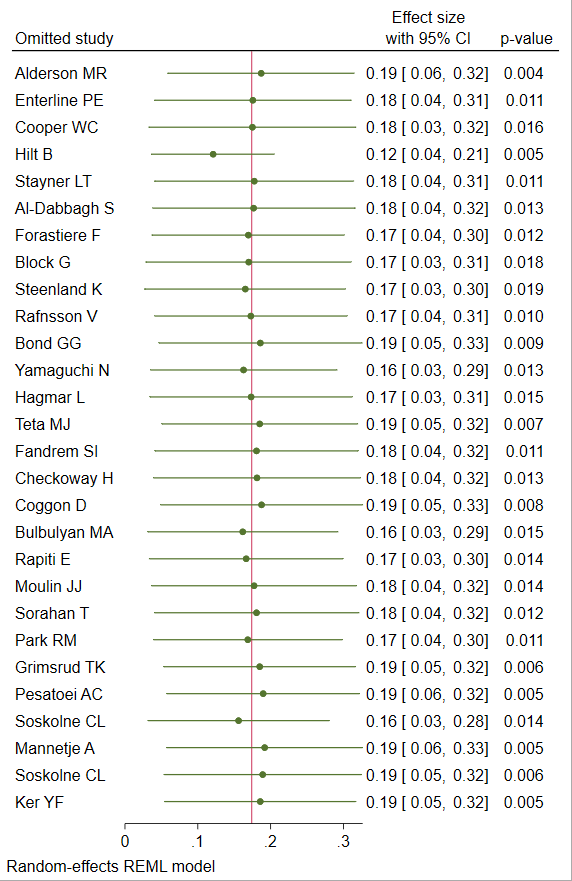 Effect size
Omitted study with 95% CI p-value
Alderson MR 0.19 [ 0.06, 0.32] 0.004
Enterline PE 0.18 [ 0.04, 0.31] 0.011
Cooper WC 0.18 [ 0.03, 0.32] 0.016
Hilt B 0.12 [ 0.04, 0.21] 0.005
Stayner LT 0.18 [ 0.04, 0.31] 0.011
Al-Dabbagh S 0.18 [ 0.04, 0.32] 0.013
Forastiere F 0.17 [ 0.04, 0.30] 0.012
Block G 0.17 [ 0.03, 0.31] 0.018
Steenland K 0.17 [ 0.03, 0.30] 0.019
Rafnsson V 0.17 [ 0.04, 0.31] 0.010
Bond GG 0.19 [ 0.05, 0.33] 0.009
Yamaguchi N 0.16 [ 0.03, 0.29] 0.013
Hagmar L 0.17 [ 0.03, 0.31] 0.015
Teta MJ 0.19 [ 0.05, 0.32] 0.007
Fandrem SI 0.18 [ 0.04, 0.32] 0.011
Checkoway H 0.18 [ 0.04, 0.32] 0.013
Coggon D 0.19 [ 0.05, 0.33] 0.008
Bulbulyan MA 0.16 [ 0.03, 0.29] 0.015
Rapiti E 0.17 [ 0.03, 0.30] 0.014
Moulin JJ 0.18 [ 0.04, 0.32] 0.014
Sorahan T 0.18 [ 0.04, 0.32] 0.012
Park RM 0.17 [ 0.04, 0.30] 0.011
Grimsrud TK 0.19 [ 0.05, 0.32] 0.006
Pesatoei AC 0.19 [ 0.06, 0.32] 0.005
Soskolne CL 0.16 [ 0.03, 0.28] 0.014
Mannetje A 0.19 [ 0.06, 0.33] 0.005
Soskolne CL 0.19 [ 0.05, 0.32] 0.006
Ker YF 0.19 [ 0.05, 0.32] 0.005
0 .1 .2 .3
Random-effects REML model